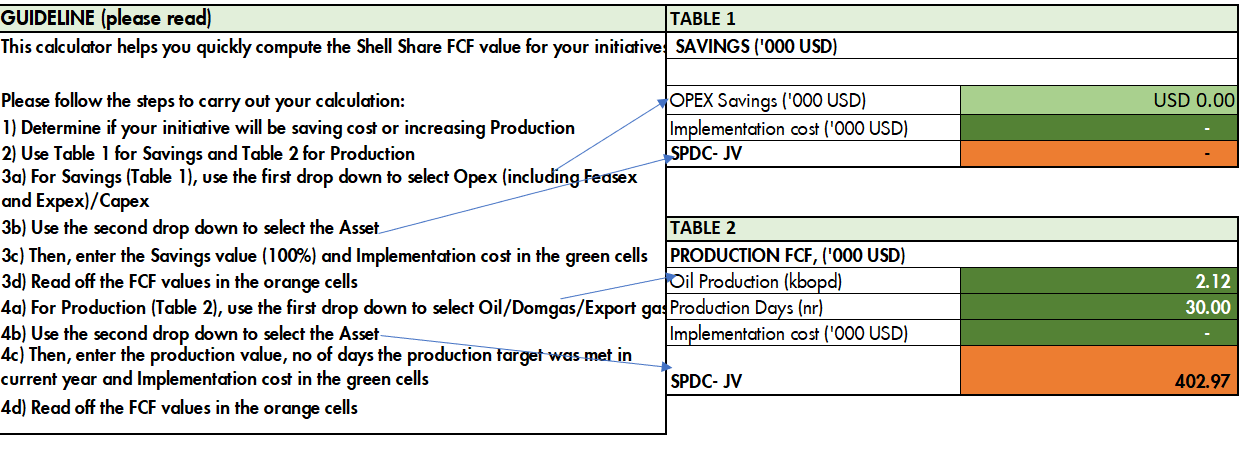 GUIDELINE (please read)
This calculator helps you quickly compute the Shell Share FCF value for your initiatives
Please follow the steps to carry out your calculation:
1) Determine if your initiative will be saving cost or increasing Production
2) Use Table 1 for Savings and Table 2 for Production
3a) For Savings (Table 1), use the first drop down to select Opex (including Feasex
and Expex)/Capex
3b) Use the second drop down to select the Asset
3c) Then, enter the Savings value (100%) and Implementation cost in the green cells
3d) Read off the FCF values in the orange cells
4a) For Production (Table 2), use the first drop down to select Oil/Domgas/Export gas
4b) Use the second drop down to select the Asset
4c) Then, enter the production value, no of days the production target was met in
current year and Implementation cost in the green cells
4d) Read off the FCF values in the orange cells
TABLE 1
SAVINGS ('000 USD)
OPEX Savings ('000 USD) USD 0.00
Implementation cost ('000 USD) -
SPDC- JV -
TABLE 2
PRODUCTION FCF, ('000 USD)
Oil Production (kbopd) 2.12
Production Days (nr) 30.00
Implementation cost ('000 USD) -
SPDC- JV 402.97